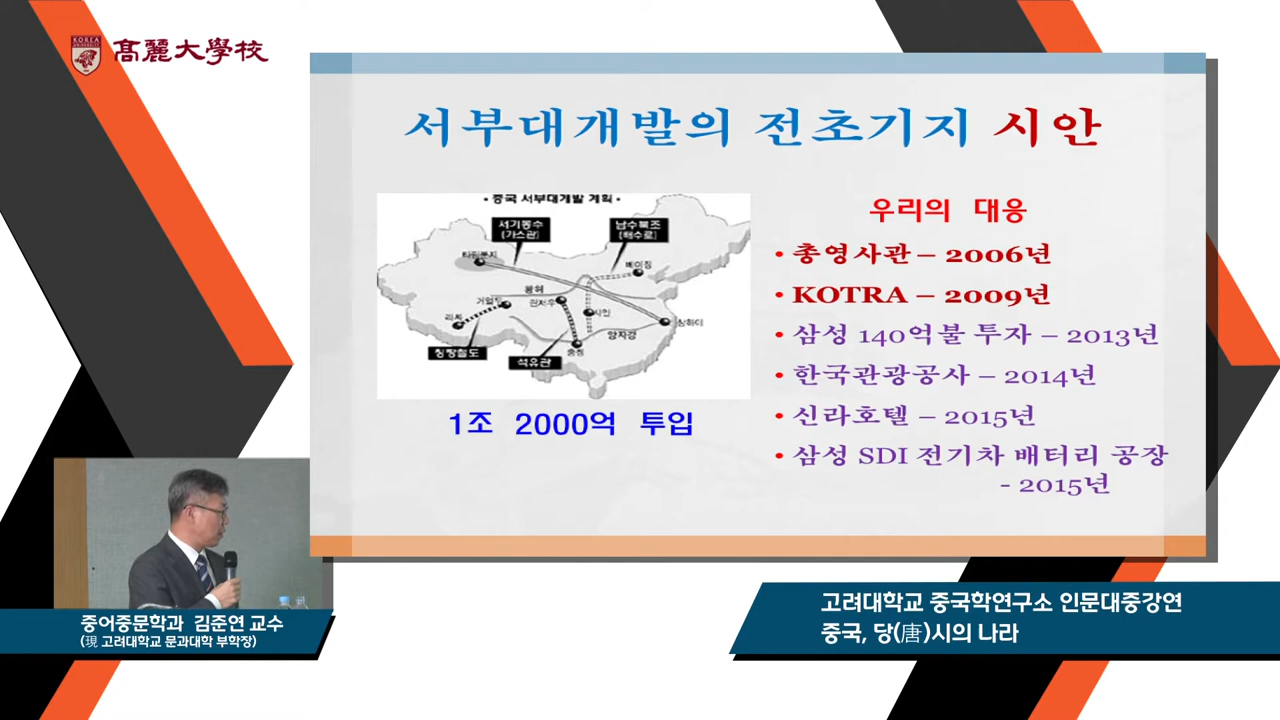 KOREA
UNIVERSITY
高麗大學校
서부대개발의 전초기지 시안
• 중국 서부대개발 계획 •
서기동수
(가스관)
남수북조
(배수로)
타림분지
베이징
황허
거얼무
란저우
라싸
시안
상하이
양자강
칭짱철도
석유관
충칭
1조 2000억 투입
우리의 대응
• 총영사관 – 2006년
• KOTRA – 2009년
• 삼성 140억불 투자 – 2013년
• 한국관광공사 – 2014년
• 신라호텔 – 2015년
• 삼성 SDI 전기차 배터리 공장
- 2015년
중어중문학과 김준연 교수
(現 고려대학교 문과대학 부학장)
고려대학교 중국학연구소 인문대중강연
중국, 당(唐)시의 나라